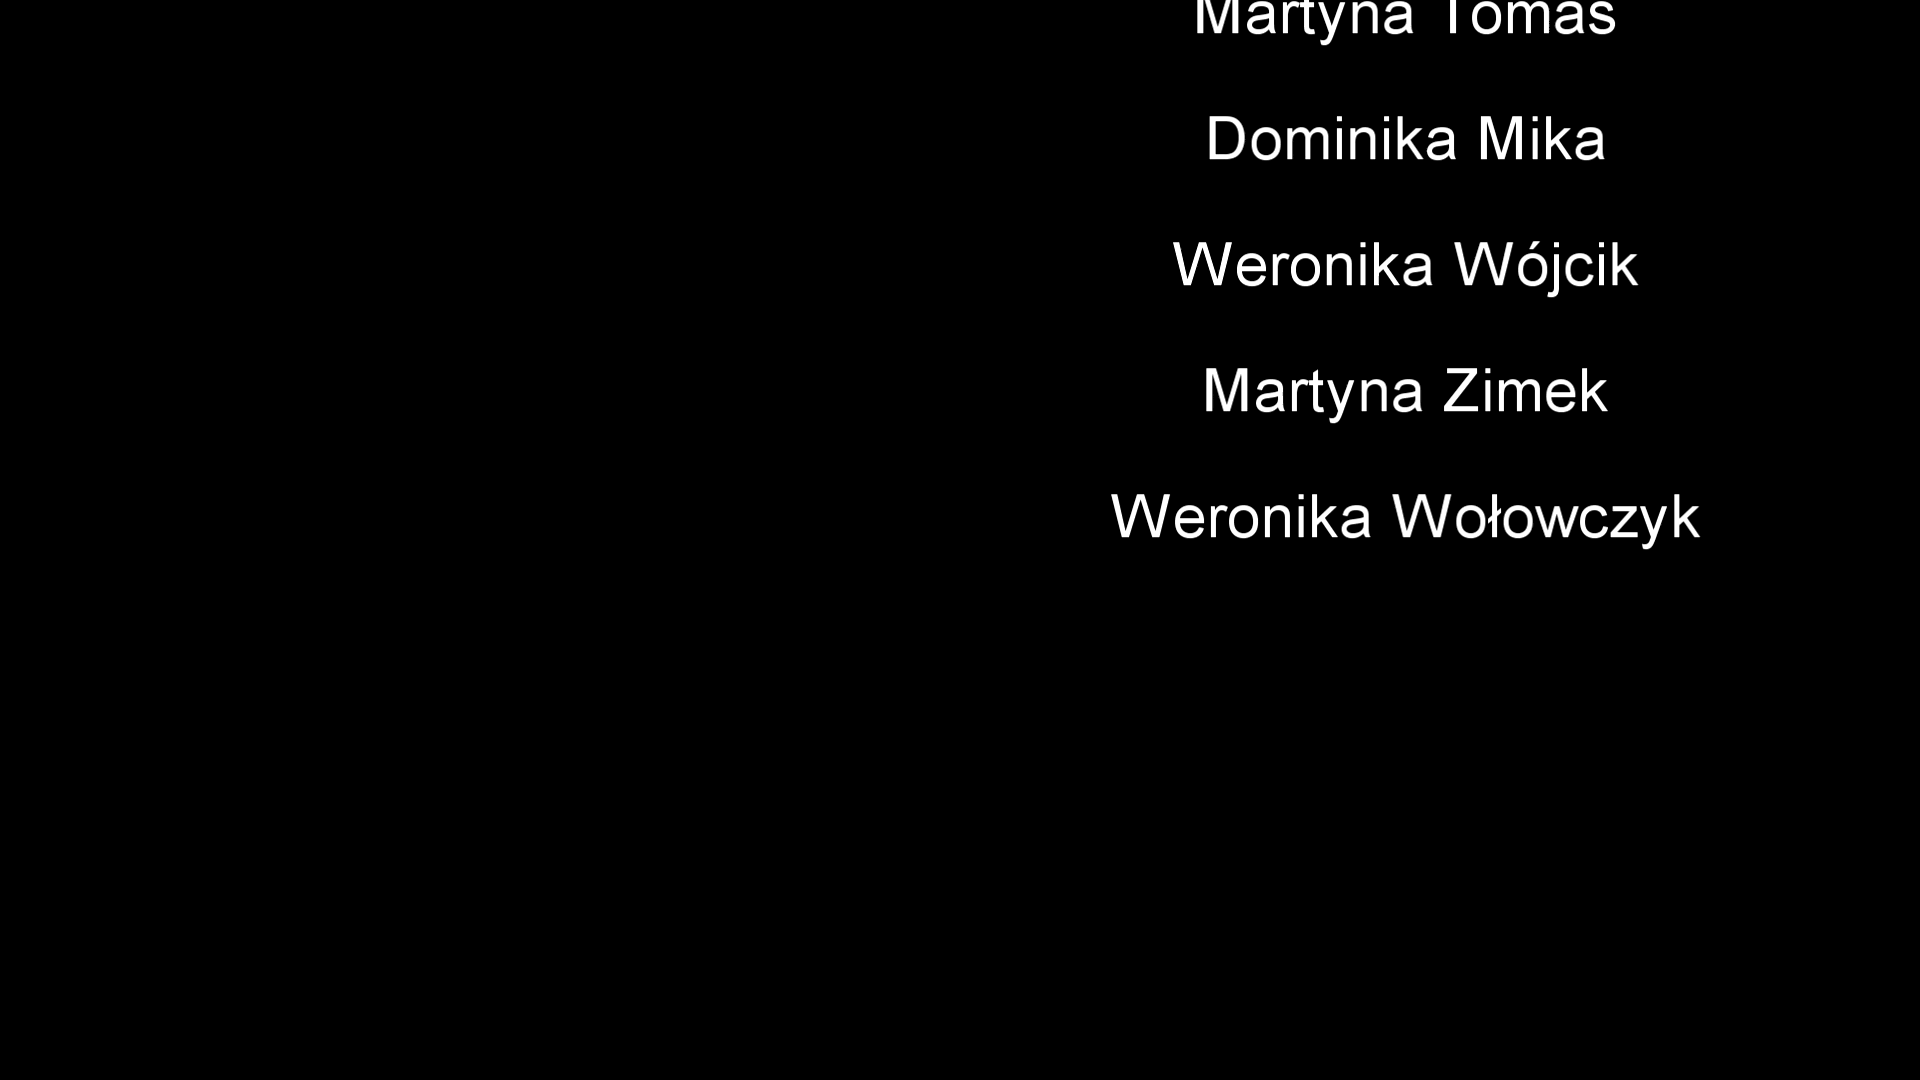 Martyna Tomas
Dominika Mika
Weronika Wójcik
Martyna Zimek
Weronika Wołowczyk